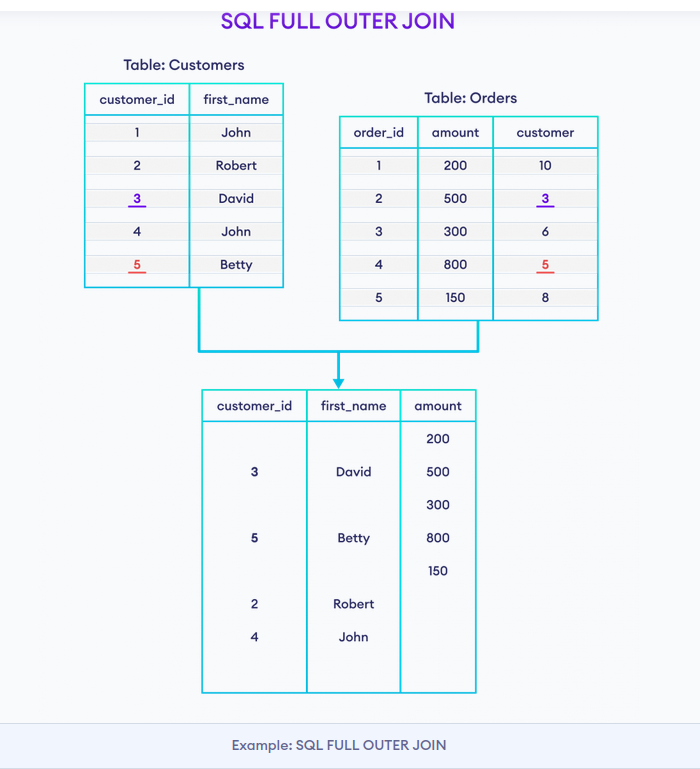 SQL FULL OUTER JOIN
Table: Customers
customer_id first_name
1 John
2 Robert
3 David
4 John
5 Betty
Table: Orders
order_id amount customer
1 200 10
2 500 3
3 300 6
4 800 5
5 150 8
customer_id first_name amount
200
3 David 500
300
5 Betty 800
150
2 Robert
4 John
Example: SQL FULL OUTER JOIN